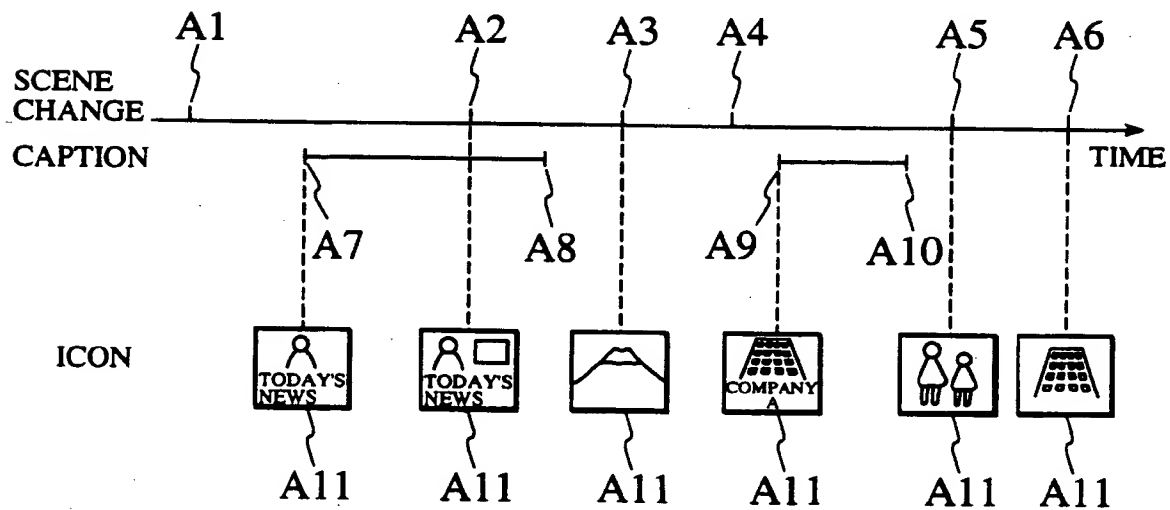 A1 A2 A3 A4 A5 A6
SCENE
CHANGE
CAPTION TIME
A7 A8 A9 A10
ICON
TODAY'S
NEWS
TODAY'S
NEWS
COMPANY
A
A11 A11 A11 A11 A11 A11